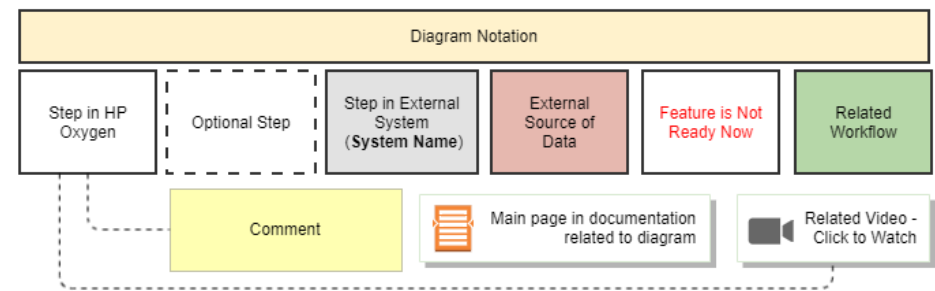 Diagram Notation
Step in HP
Oxygen
Optional Step
Step in External
System
(System Name)
External
Source of
Data
Feature is Not
Ready Now
Related
Workflow
Comment
Main page in documentation
related to diagram
Related Video -
Click to Watch